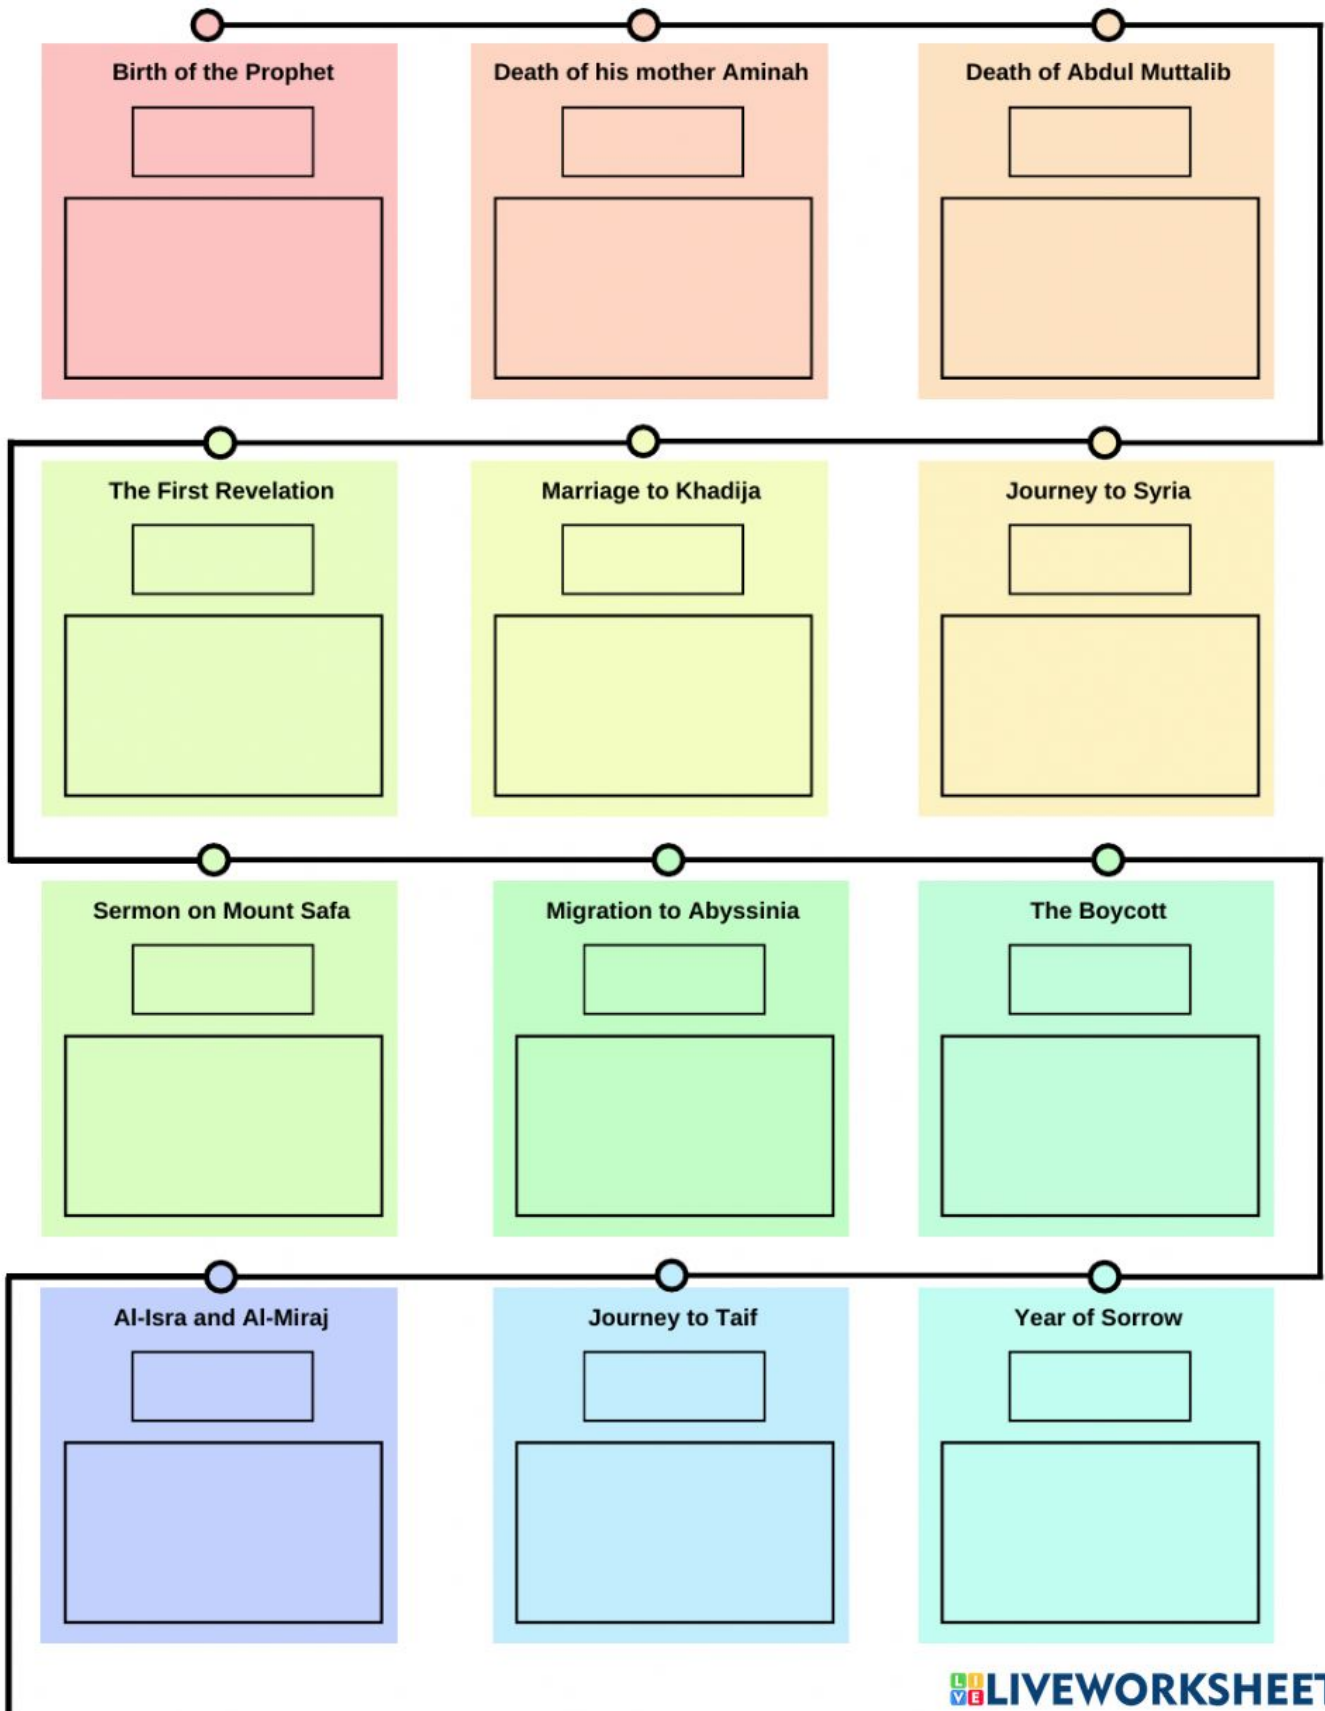 Birth of the Prophet
Death of his mother Aminah
Death of Abdul Muttalib
The First Revelation
Marriage to Khadija
Journey to Syria
Sermon on Mount Safa
Migration to Abyssinia
The Boycott
Al-Isra and Al-Miraj
Journey to Taif
Year of Sorrow
LIVE LIVEWORKSHEET